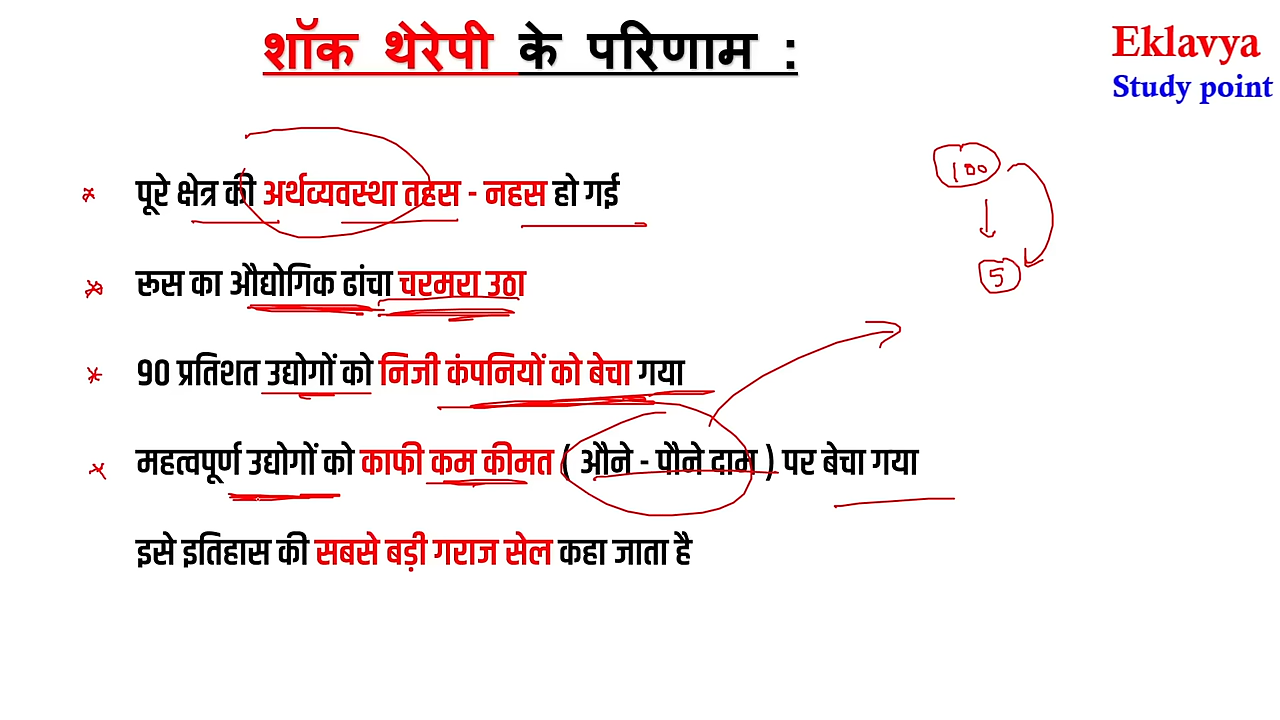 शॉक थेरेपी के परिणाम :
Eklavya
Study point
पूरे क्षेत्र की अर्थव्यवस्था तहस - नहस हो गई
100
रूस का औद्योगिक ढांचा चरमरा उठा
5
90 प्रतिशत उद्योगों को निजी कंपनियों को बेचा गया
महत्वपूर्ण उद्योगों को काफी कम कीमत ( औने - पौने दाम ) पर बेचा गया
इसे इतिहास की सबसे बड़ी गराज सेल कहा जाता है